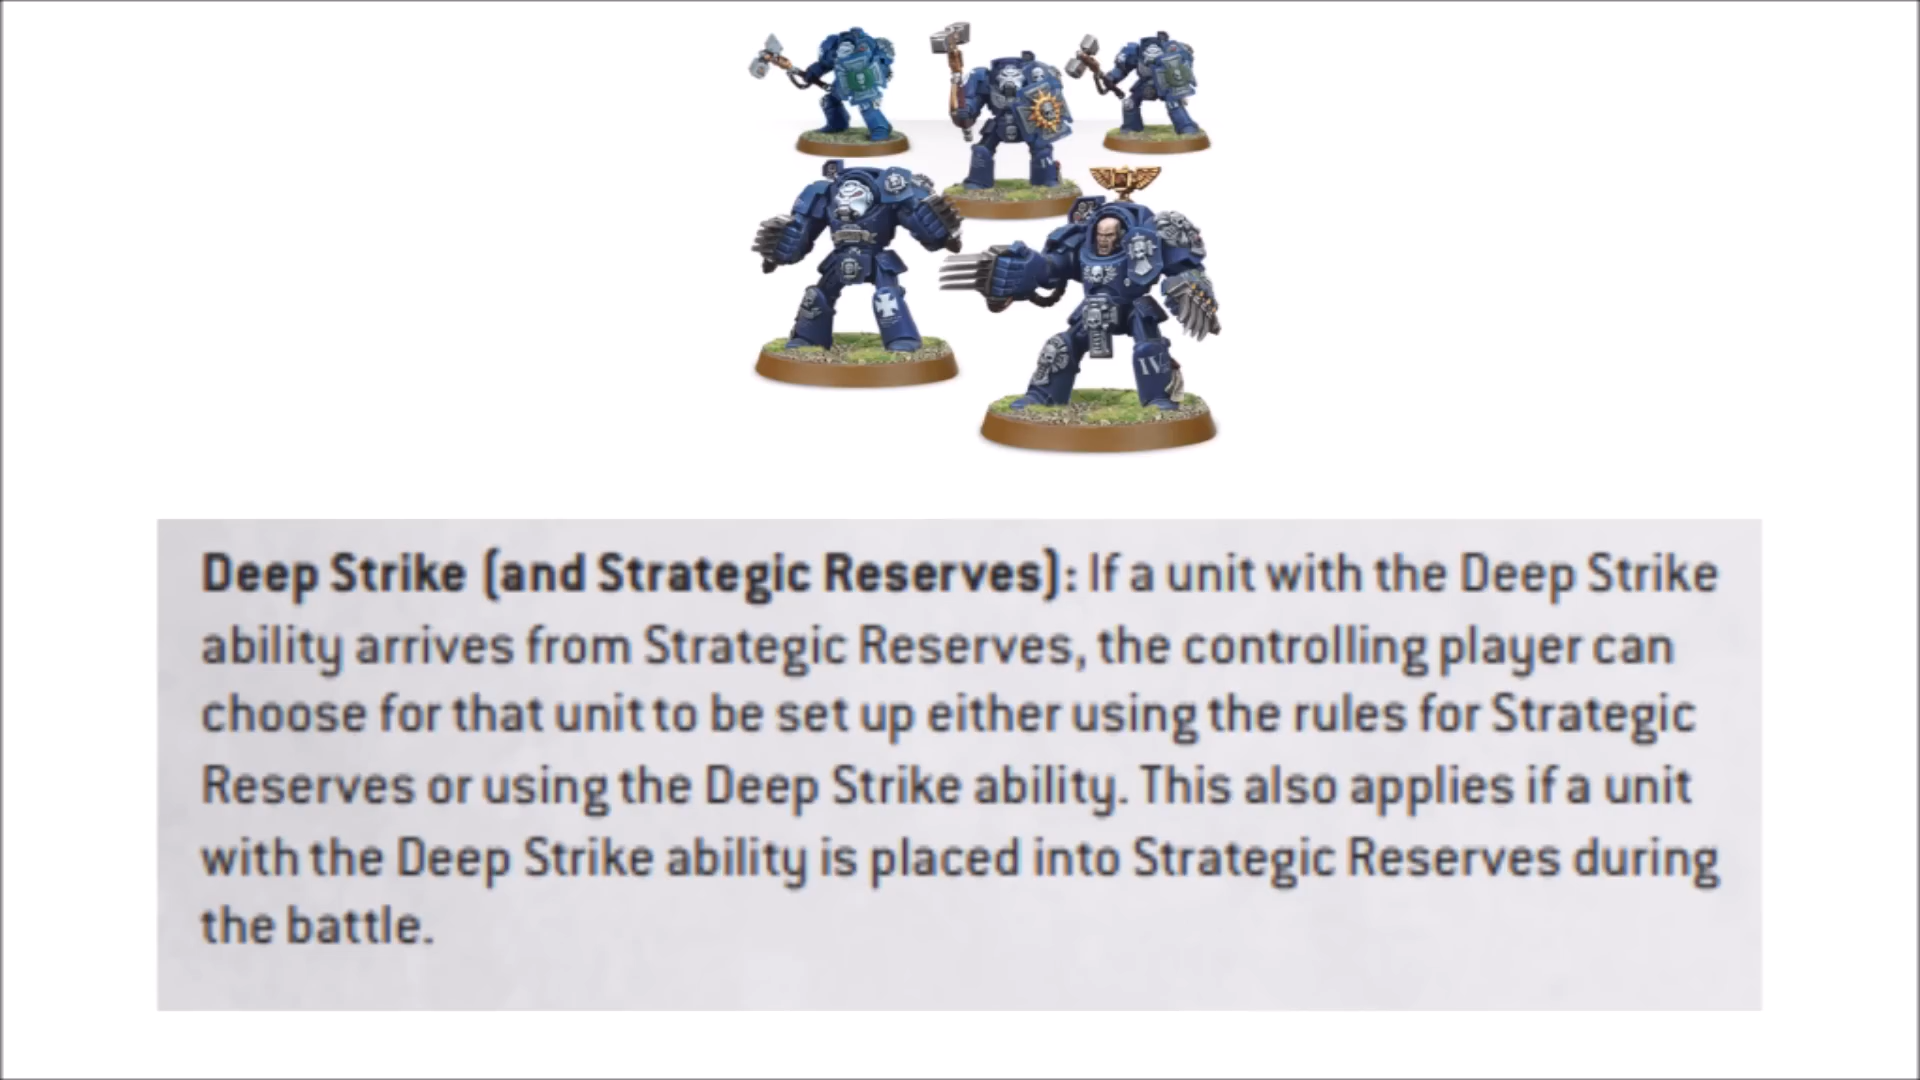 Deep Strike (and Strategic Reserves): If a unit with the Deep Strike
ability arrives from Strategic Reserves, the controlling player can
choose for that unit to be set up either using the rules for Strategic
Reserves or using the Deep Strike ability. This also applies if a unit
with the Deep Strike ability is placed into Strategic Reserves during
the battle.
IV
IV